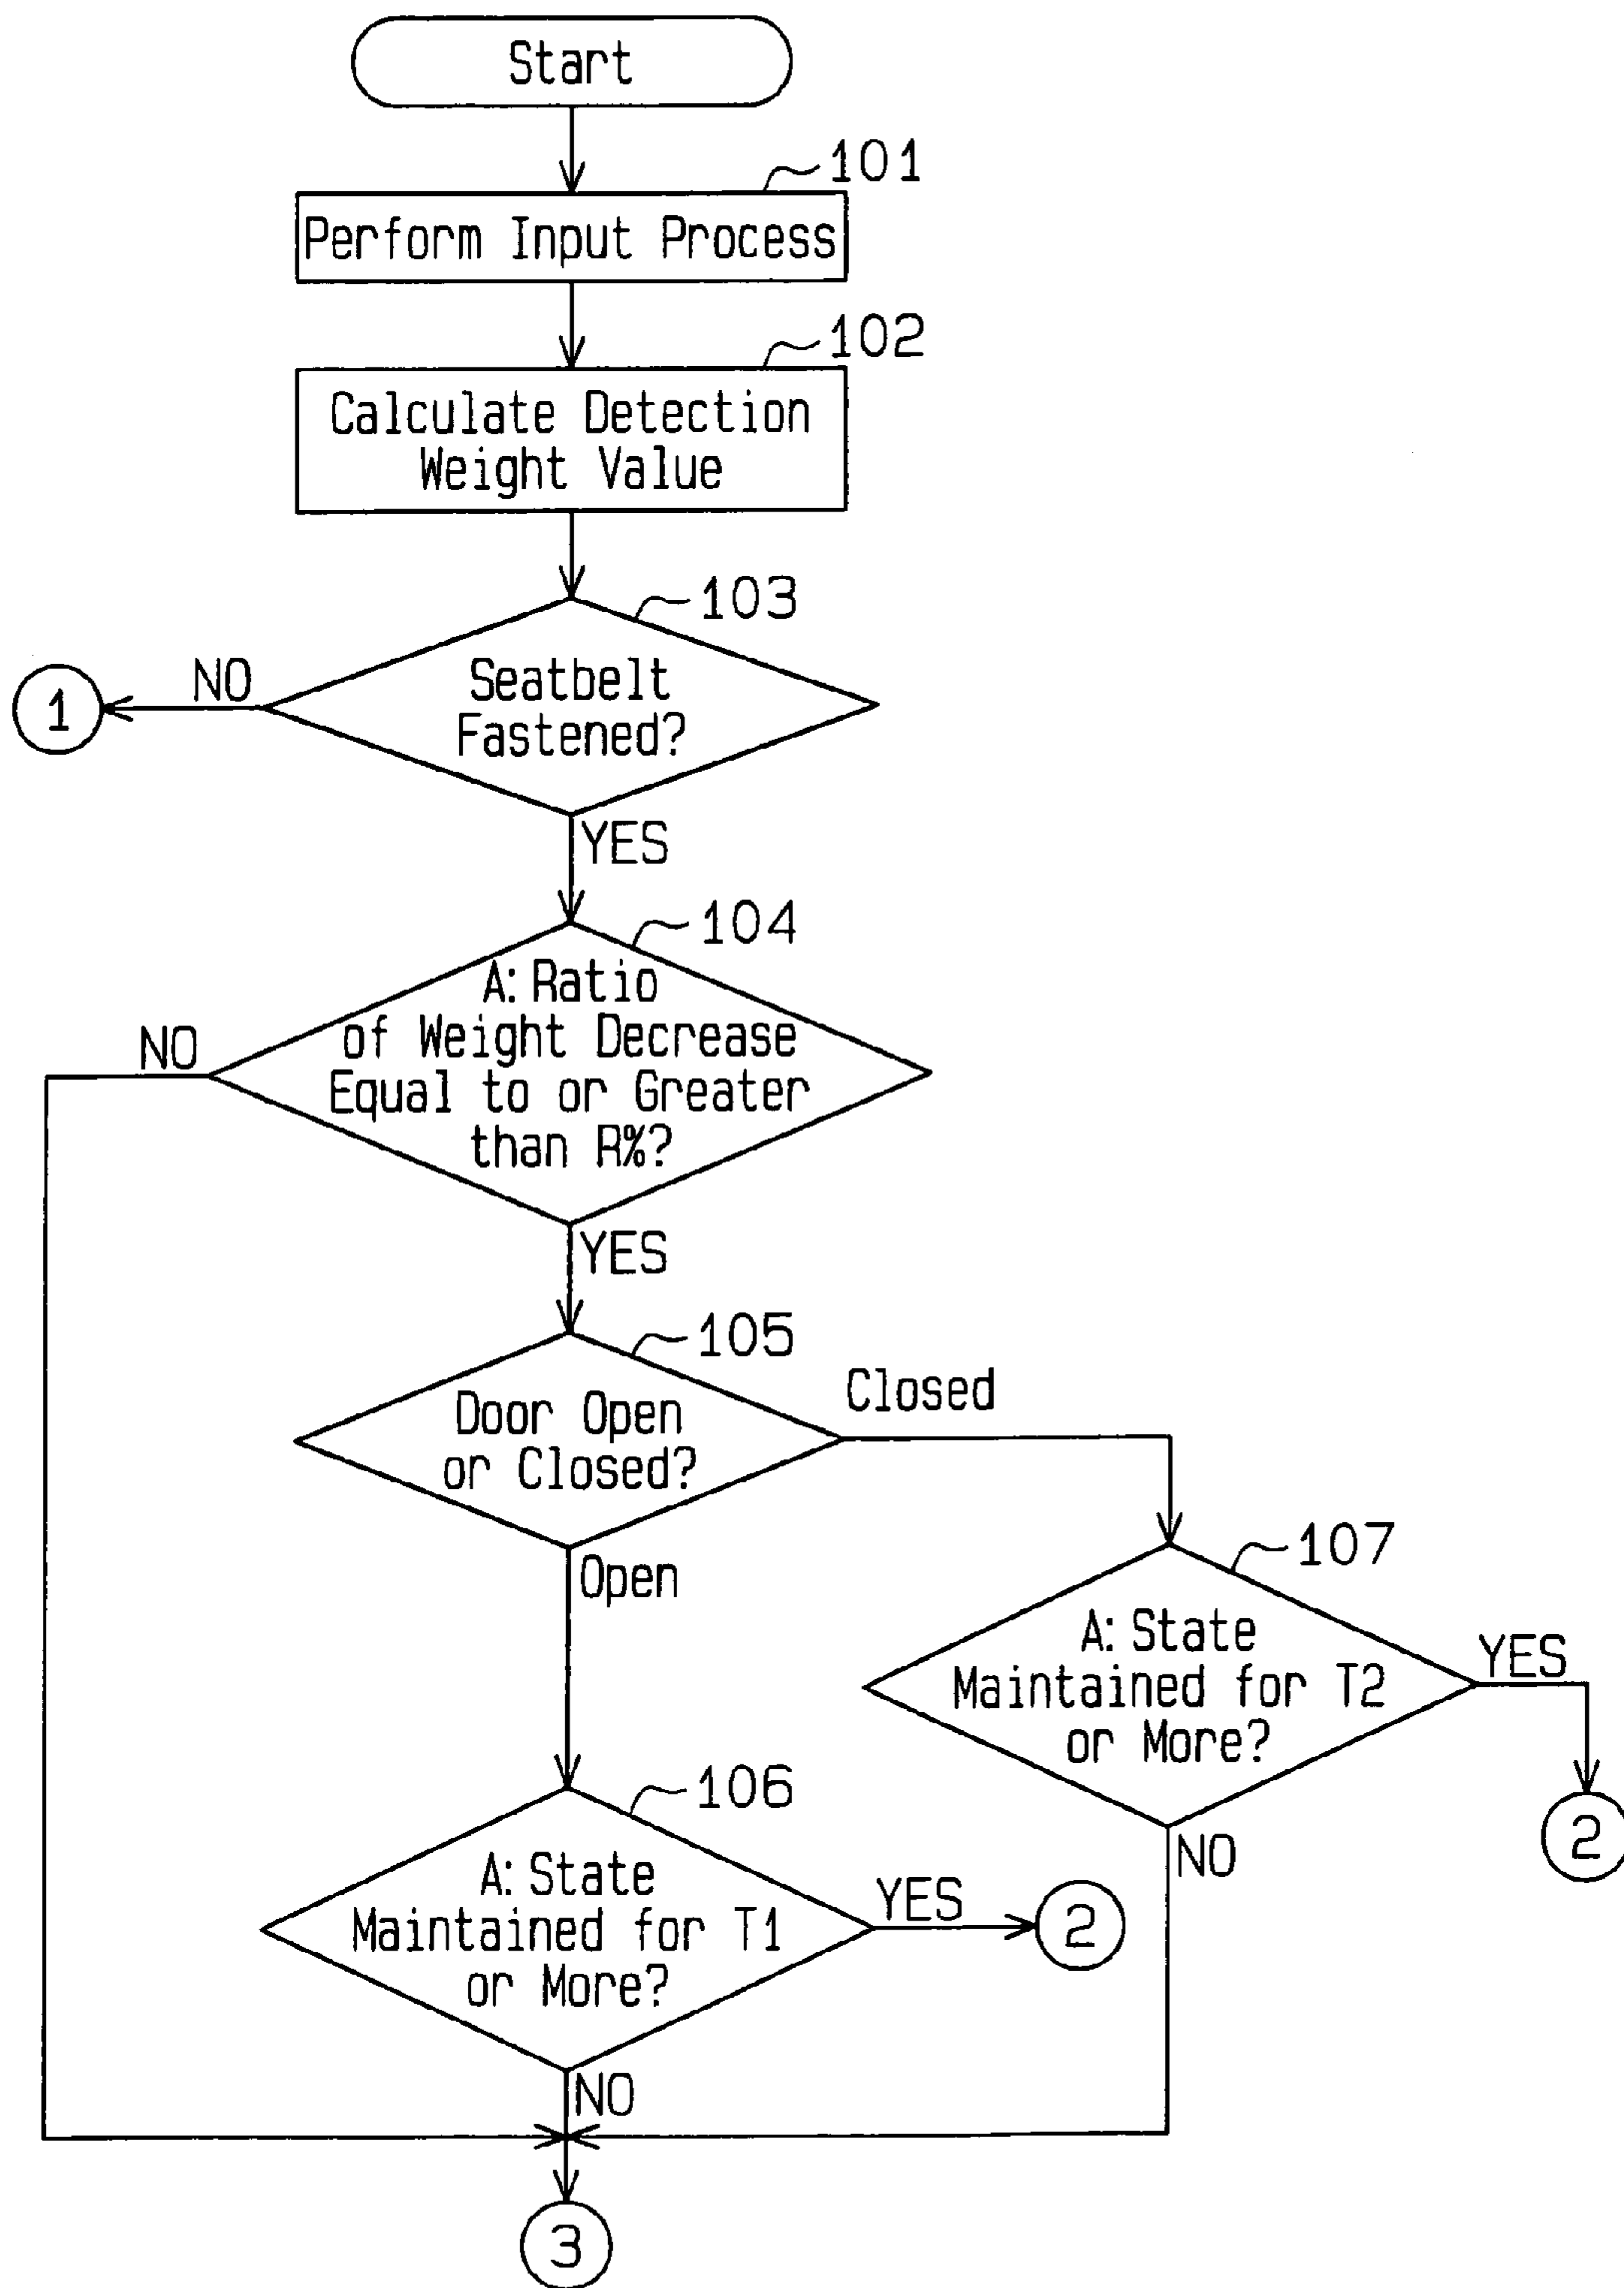 Start
101
Perform Input Process
102
Calculate Detection
Weight Value
103
Seatbelt
Fastened?
NO
1
YES
104
A: Ratio
of Weight Decrease
Equal to or Greater
than R%?
NO
YES
105
Door Open
or Closed?
Closed
Open
107
A: State
Maintained for T2
or More?
YES
2
NO
106
A: State
Maintained for T1
or More?
YES
2
NO
3